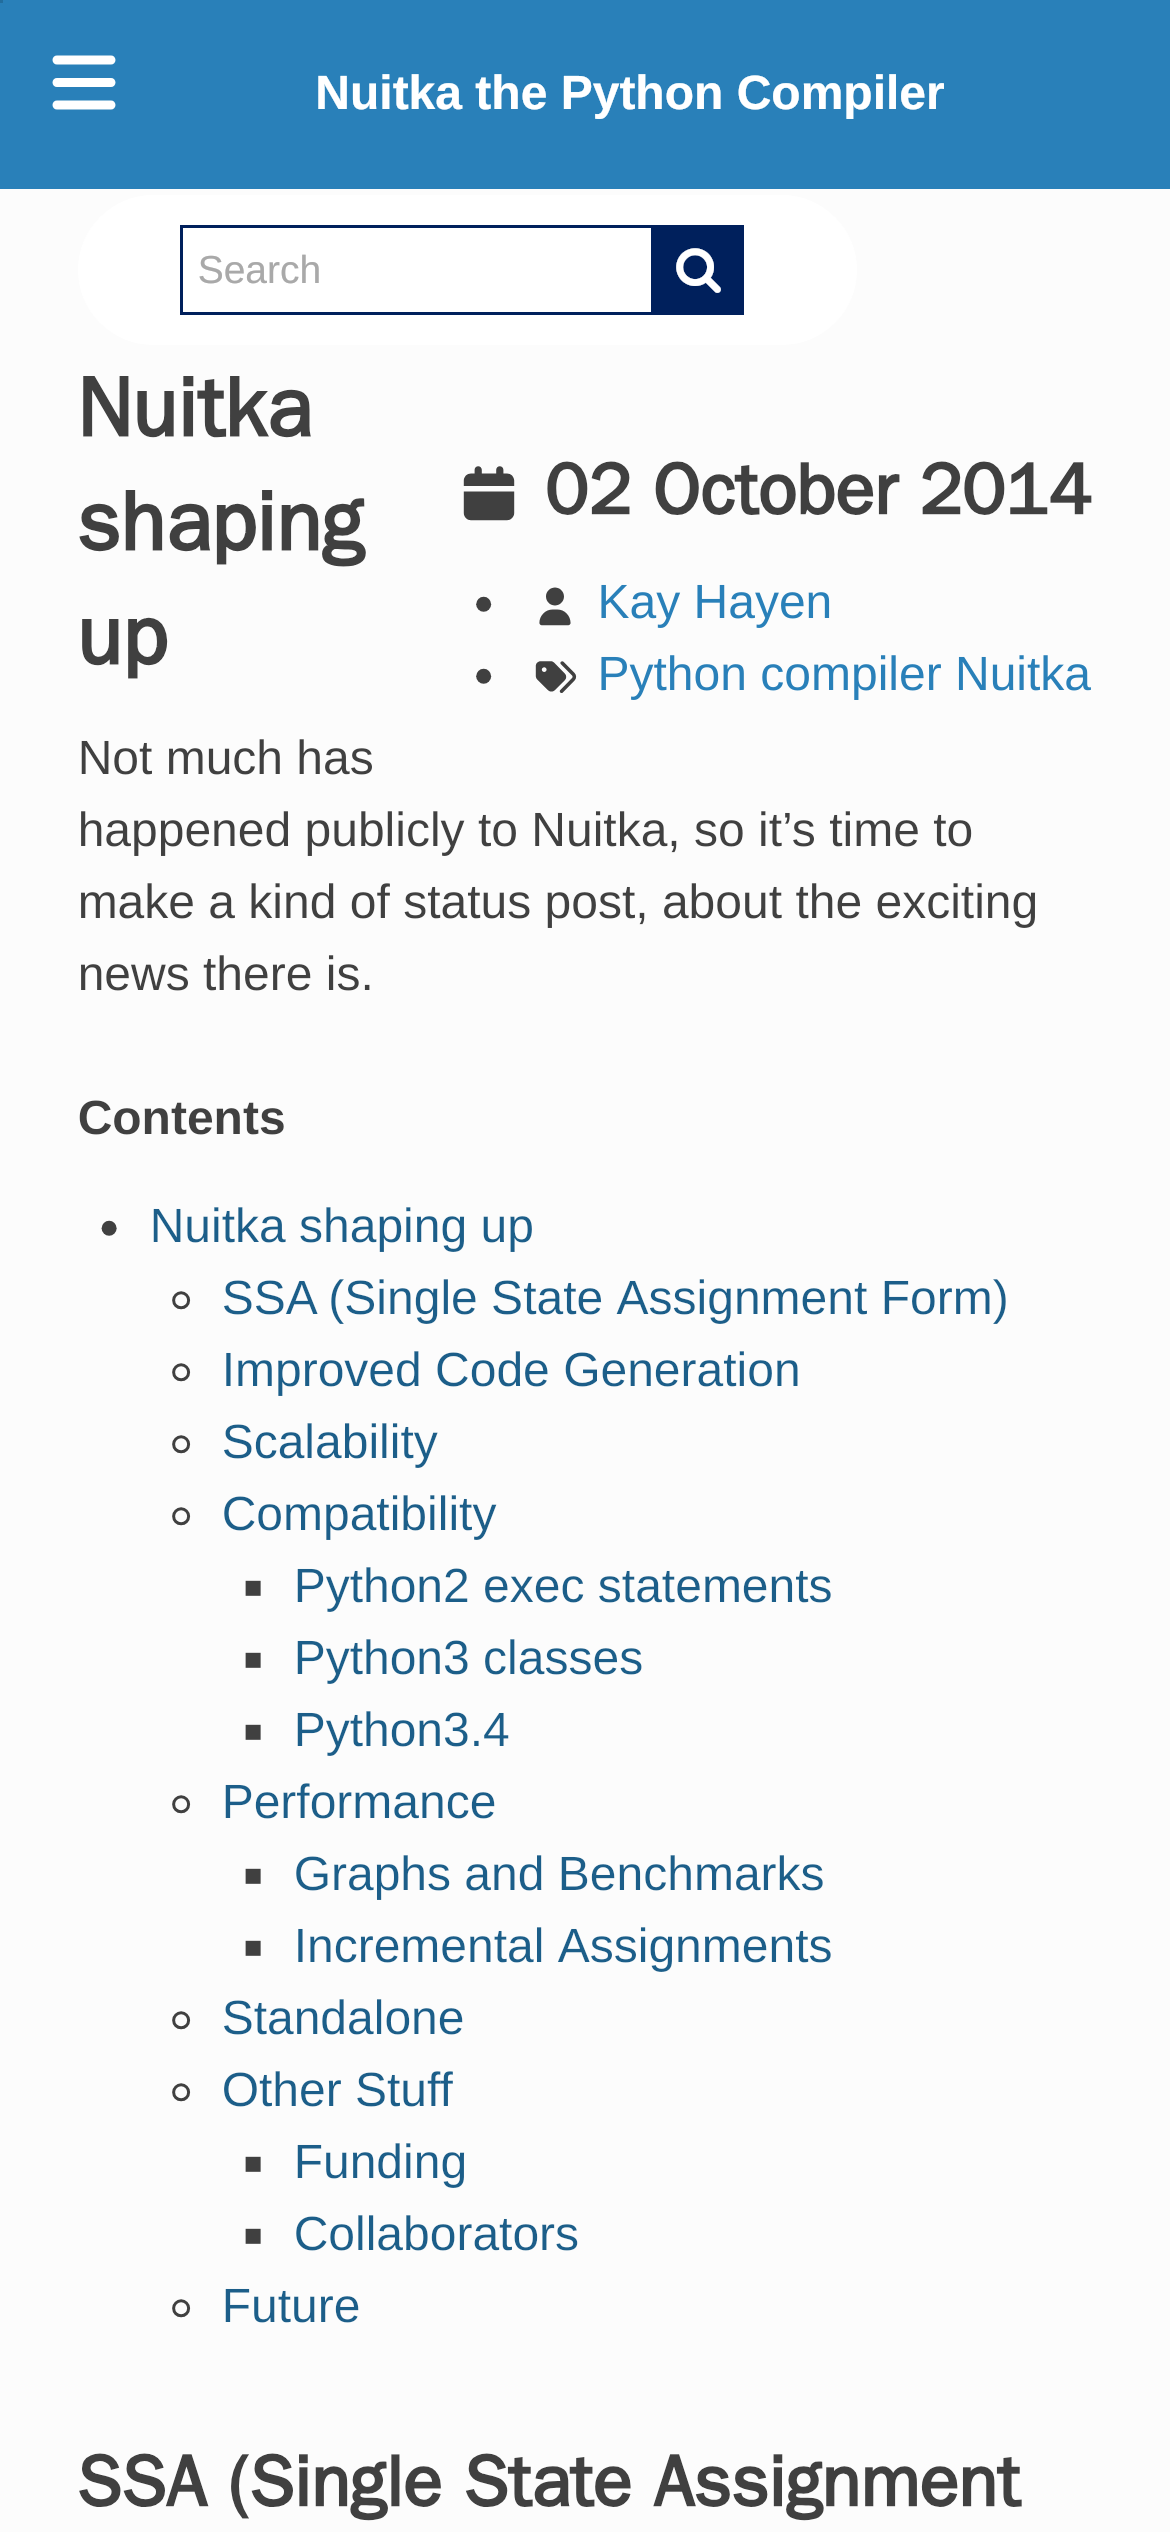 Nuitka the Python Compiler
Search
Nuitka
shaping
up
02 October 2014
Kay Hayen
Python compiler Nuitka
Not much has
happened publicly to Nuitka, so it’s time to
make a kind of status post, about the exciting
news there is.
Contents
Nuitka shaping up
SSA (Single State Assignment Form)
Improved Code Generation
Scalability
Compatibility
Python2 exec statements
Python3 classes
Python3.4
Performance
Graphs and Benchmarks
Incremental Assignments
Standalone
Other Stuff
Funding
Collaborators
Future
SSA (Single State Assignment